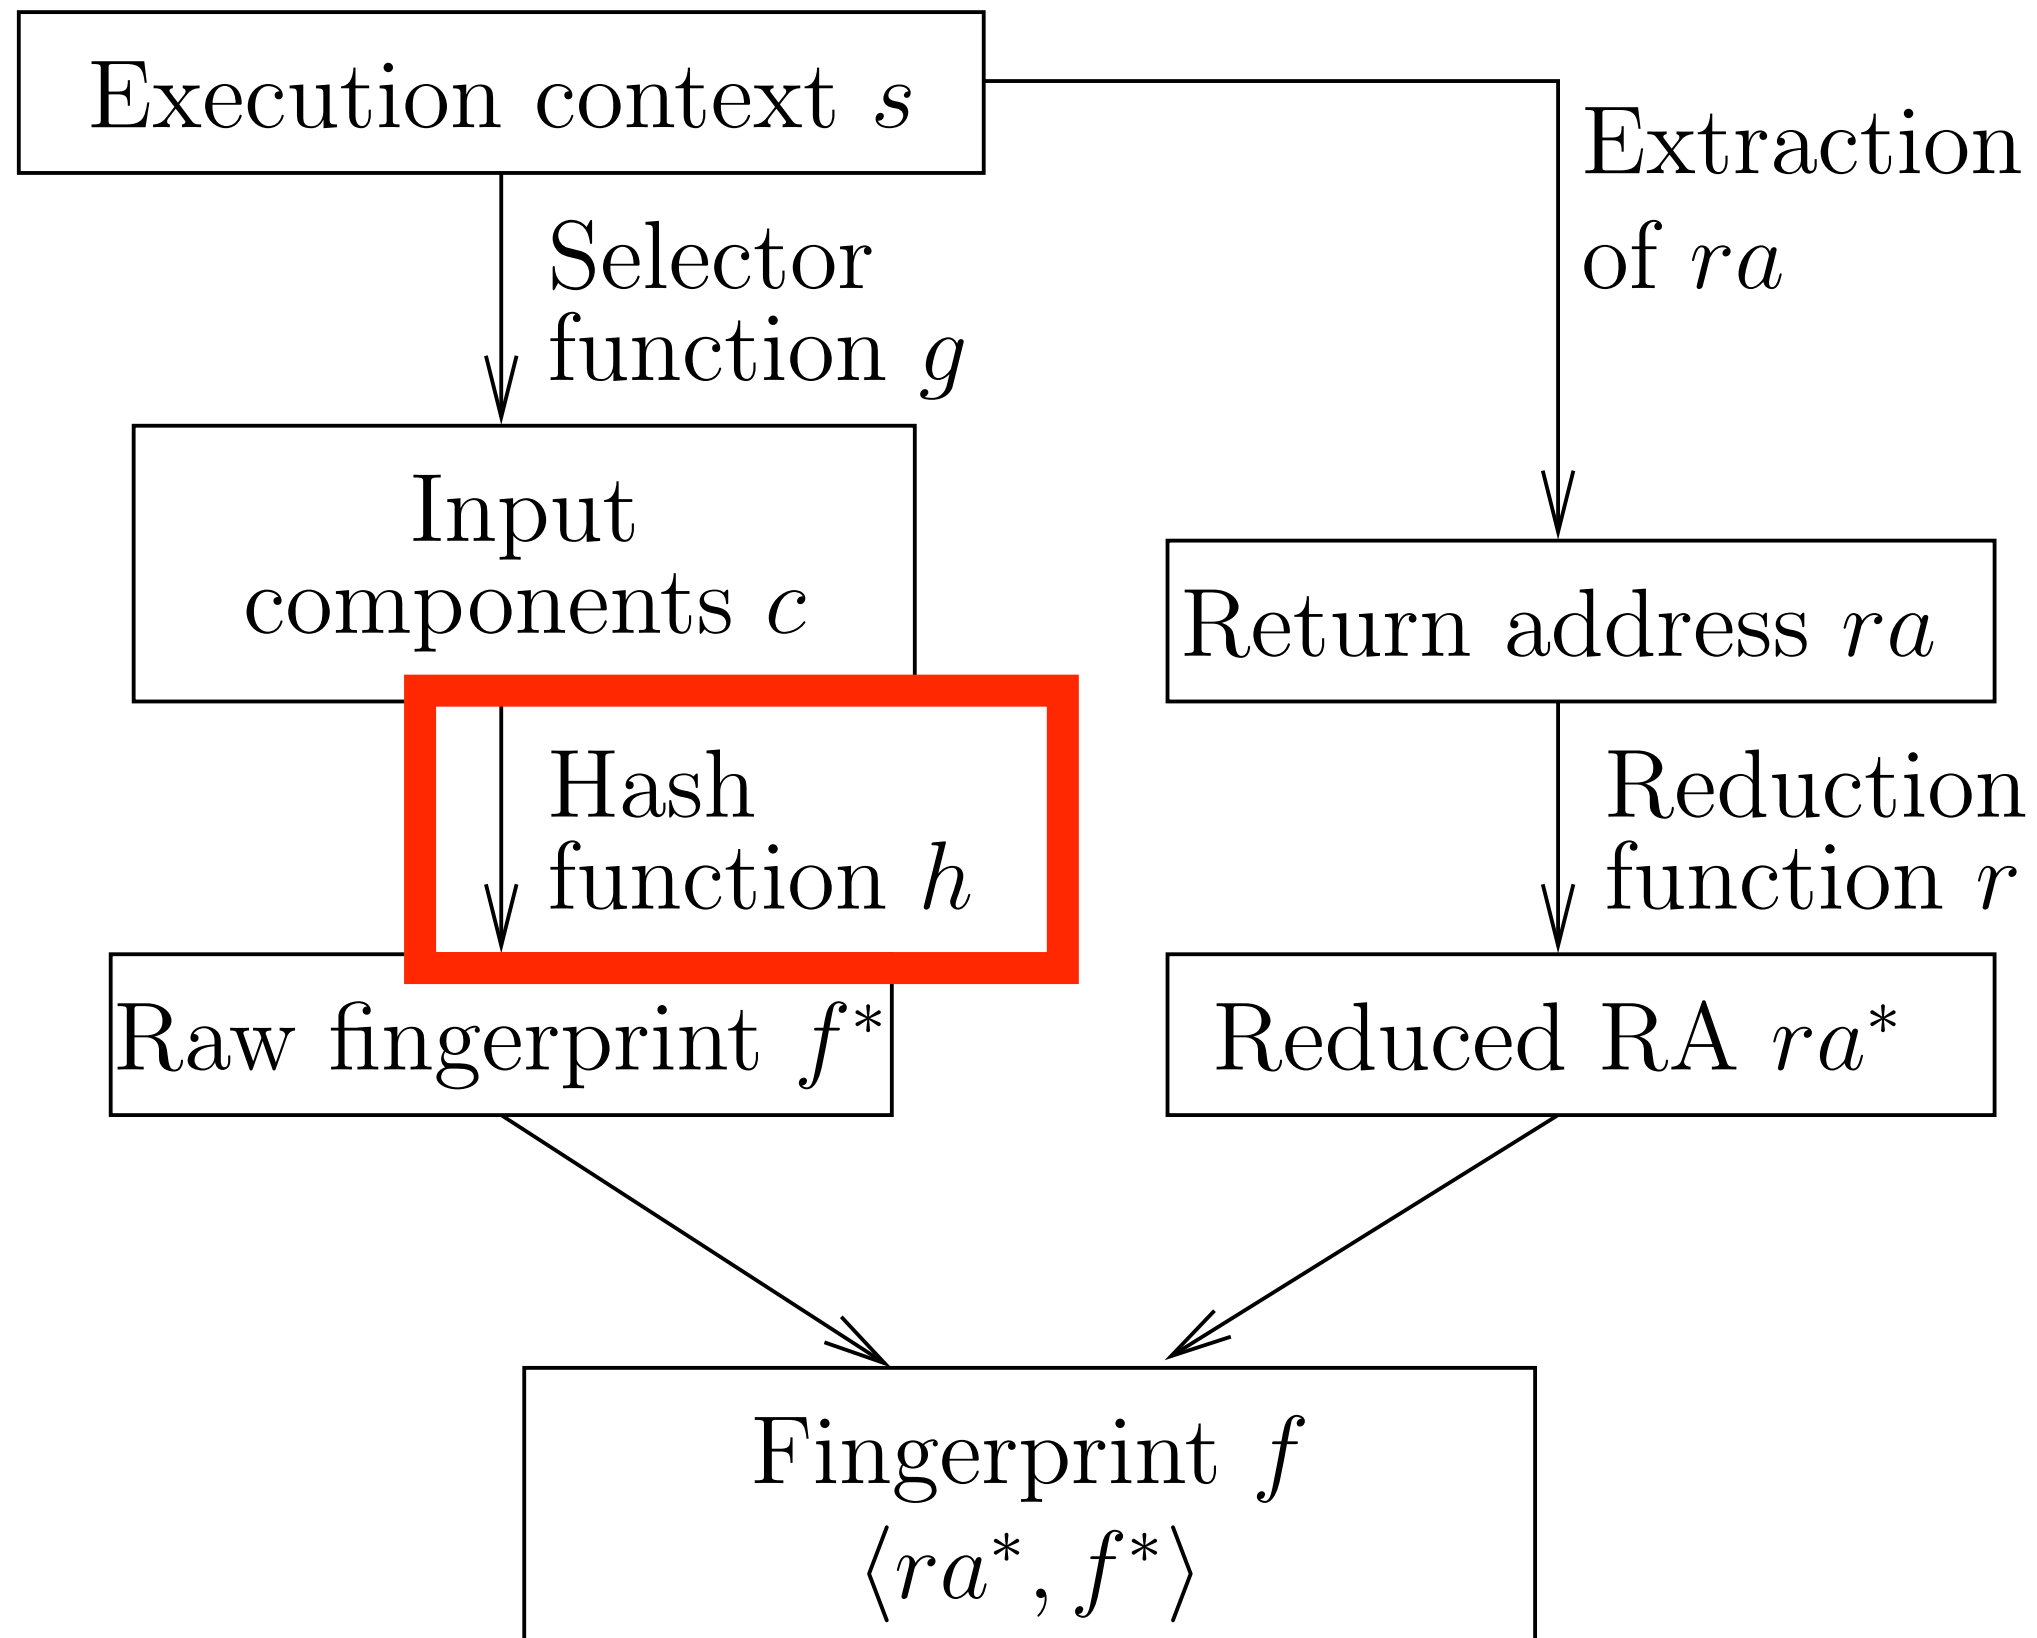 Execution context s
Extraction
of ra
Selector
function g
Input
components c
Return address ra
Hash
function h
Reduction
function r
Raw fingerprint f*
Reduced RA ra*
Fingerprint f
⟨ra*, f*⟩